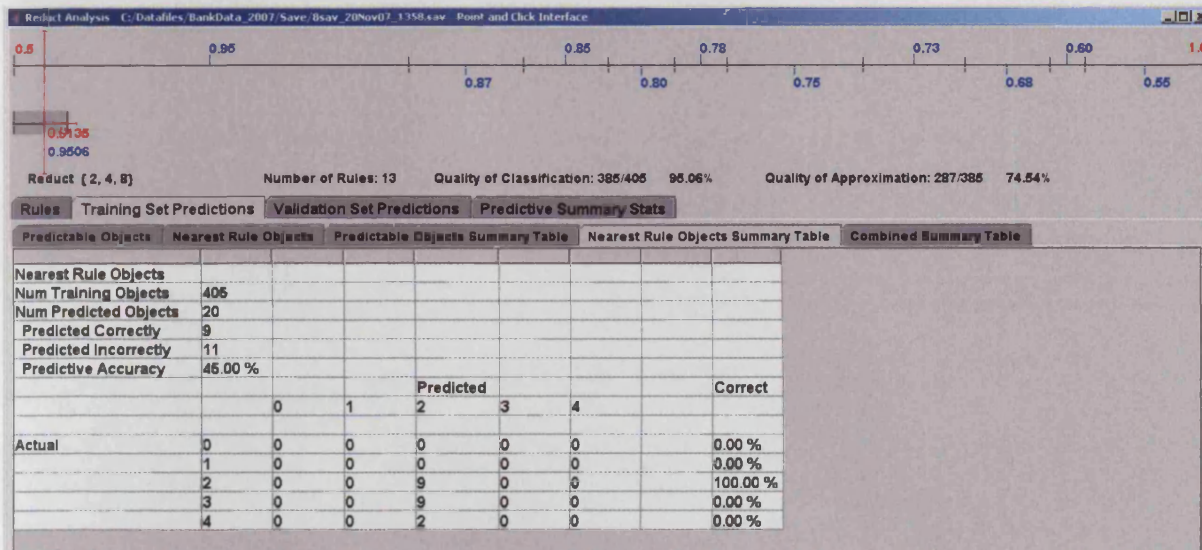 Reduct Analysis C:/Datafiles/BankData_2007/Save/Bsav_20Nov07_1358.sav Point and Click Interface
0.5 0.95 0.85 0.78 0.73 0.60 1.0
0.87 0.80 0.75 0.68 0.55
0.9135
0.9506
Reduct {2, 4, 8} Number of Rules: 13 Quality of Classification: 385/405 95.06% Quality of Approximation: 287/385 74.54%
Rules Training Set Predictions Validation Set Predictions Predictive Summary Stats
Predictable Objects Nearest Rule Objects Predictable Objects Summary Table Nearest Rule Objects Summary Table Combined Summary Table
Nearest Rule Objects
Num Training Objects 405
Num Predicted Objects 20
Predicted Correctly 9
Predicted Incorrectly 11
Predictive Accuracy 45.00 %
Predicted Correct
0 1 2 3 4
Actual 0 0 0 0 0 0 0.00 %
1 0 0 0 0 0 0.00 %
2 0 0 9 0 0 100.00 %
3 0 0 9 0 0 0.00 %
4 0 0 2 0 0 0.00 %